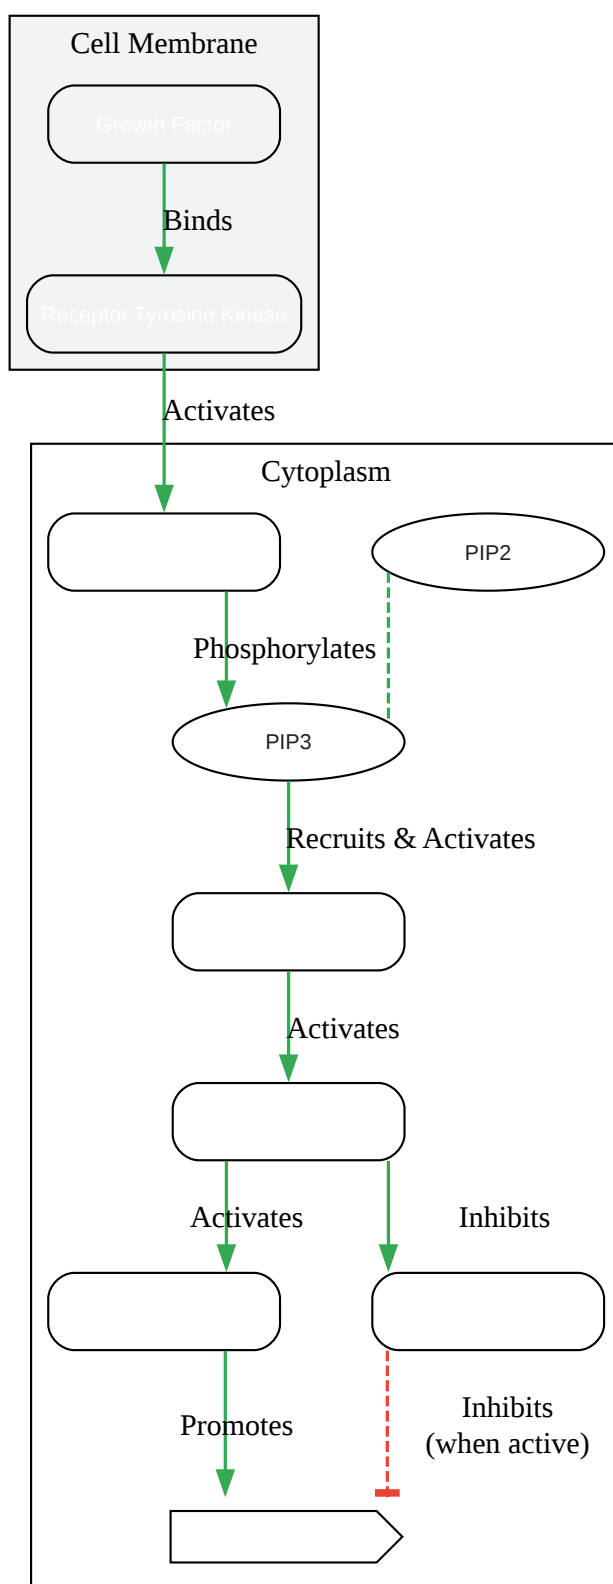 Cell Membrane
Growth Factor
Binds
Receptor Tyrosine Kinase
Activates
Cytoplasm
PIP2
Phosphorylates
PIP3
Recruits & Activates
Activates
Activates
Inhibits
Inhibits
(when active)
Promotes